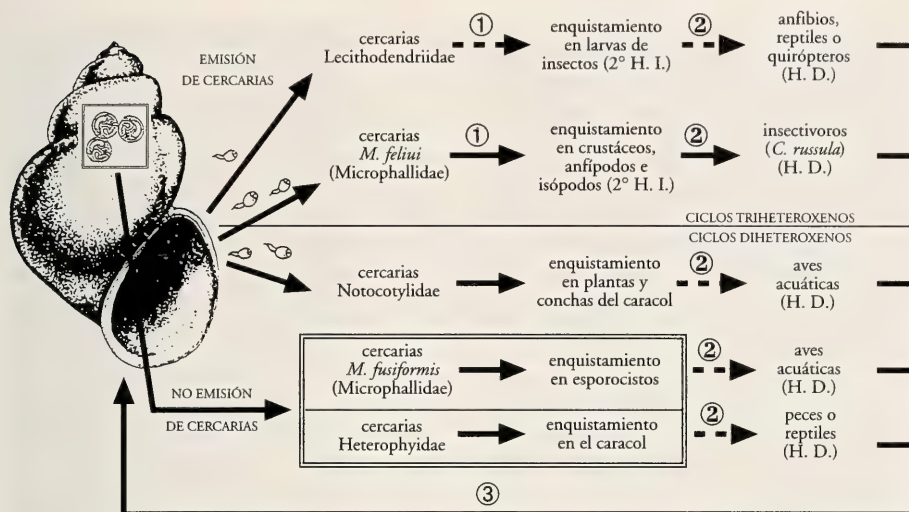 EMISIÓN
DE CERCARIAS
cercarias
Lecithodendriidae
①
enquistamiento
en larvas de
insectos (2° H. I.)
②
anfibios,
reptiles o
quirópteros
(H. D.)
cercarias
M. feliui
(Microphallidae)
①
enquistamiento
en crustáceos,
anfípodos e
isópodos (2° H. I.)
②
insectivoros
(C. russula)
(H. D.)
CICLOS TRIHETEROXENOS
CICLOS DIHETEROXENOS
cercarias
Notocotylidae
enquistamiento
en plantas y
conchas del caracol
②
aves
acuáticas
(H. D.)
NO EMISIÓN
DE CERCARIAS
cercarias
M. fusiformis
(Microphallidae)
enquistamiento
en esporocistos
②
aves
acuáticas
(H. D.)
cercarias
Heterophyidae
enquistamiento
en el caracol
②
peces o
reptiles
(H. D.)
③